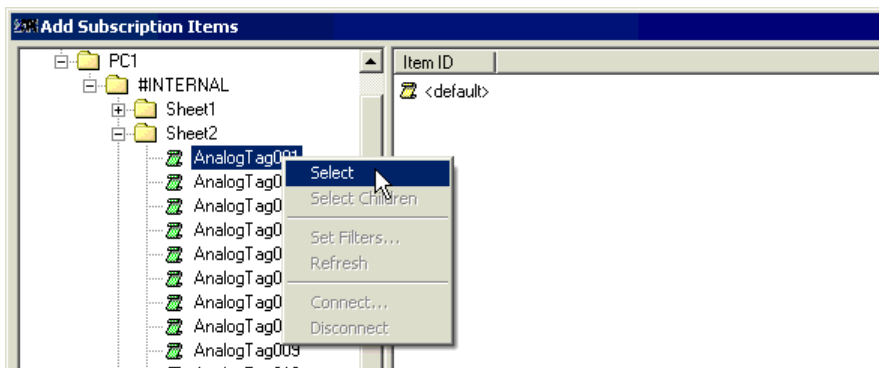 Add Subscription Items
PC1
#INTERNAL
Sheet1
Sheet2
AnalogTag001
AnalogTag0
AnalogTag0
AnalogTag0
AnalogTag0
AnalogTag0
AnalogTag0
AnalogTag0
AnalogTag009
Item ID
<default>
Select
Select Children
Set Filters...
Refresh
Connect...
Disconnect